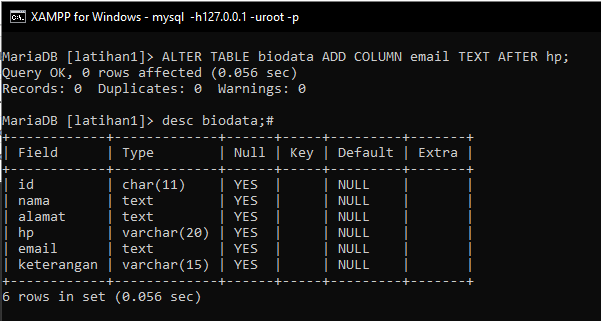 XAMPP for Windows - mysql -h127.0.0.1 -uroot -p
MariaDB [latihan1]> ALTER TABLE biodata ADD COLUMN email TEXT AFTER hp;
Query OK, 0 rows affected (0.056 sec)
Records: 0  Duplicates: 0  Warnings: 0
MariaDB [latihan1]> desc biodata;#
+------------+-------------+------+-----+---------+-------+
| Field      | Type        | Null | Key | Default | Extra |
+------------+-------------+------+-----+---------+-------+
| id         | char(11)    | YES  |     | NULL    |       |
| nama       | text        | YES  |     | NULL    |       |
| alamat     | text        | YES  |     | NULL    |       |
| hp         | varchar(20) | YES  |     | NULL    |       |
| email      | text        | YES  |     | NULL    |       |
| keterangan | varchar(15) | YES  |     | NULL    |       |
+------------+-------------+------+-----+---------+-------+
6 rows in set (0.056 sec)